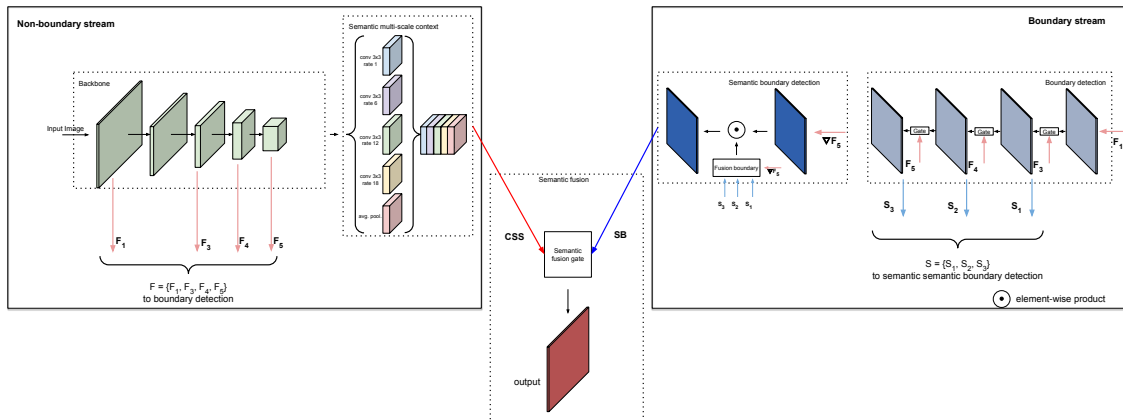 Non-boundary stream
Semantic multi-scale context
Backbone
Input Image
conv 3x3
rate 1
conv 3x3
rate 6
conv 3x3
rate 12
conv 3x3
rate 18
avg. pool.
F1
F3
F4
F5
F = {F1, F3, F4, F5}
to boundary detection
Semantic fusion
CSS
SB
Semantic
fusion gate
output
Boundary stream
Semantic boundary detection
∇F5
Fusion boundary
∇F5
S3
S2
S1
Boundary detection
Gate
Gate
Gate
F5
F4
F3
F1
S3
S2
S1
S = {S1, S2, S3}
to semantic semantic boundary detection
element-wise product